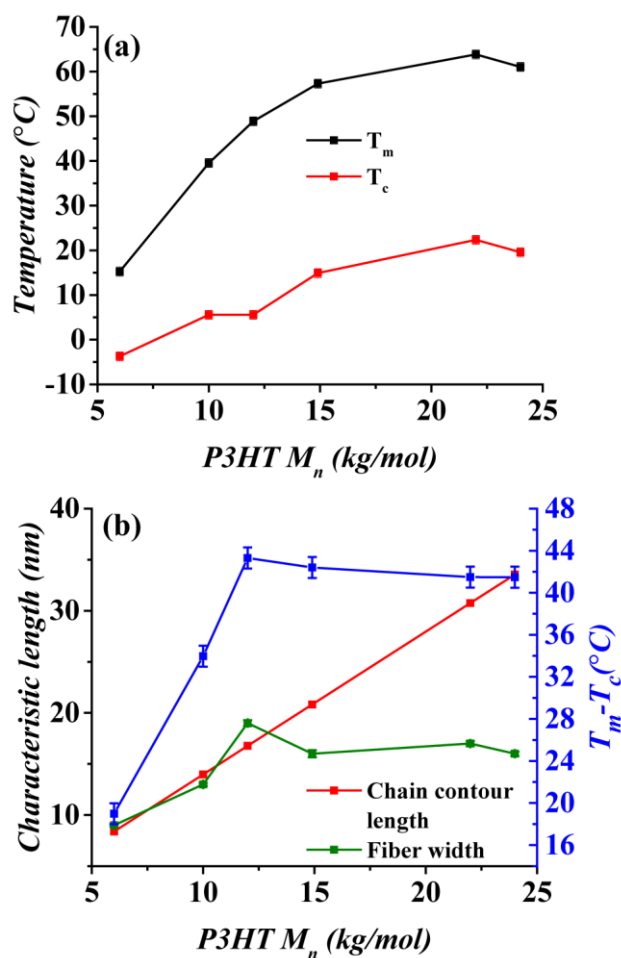 (a)
Temperature (°C)
70
60
50
40
30
20
10
0
-10
Tm
Tc
5
10
15
20
25
P3HT Mn (kg/mol)
(b)
Characteristic length (nm)
40
30
20
10
48
44
40
36
32
28
24
20
16
Tm-Tc(°C)
Chain contour
length
Fiber width
5
10
15
20
25
P3HT Mn (kg/mol)